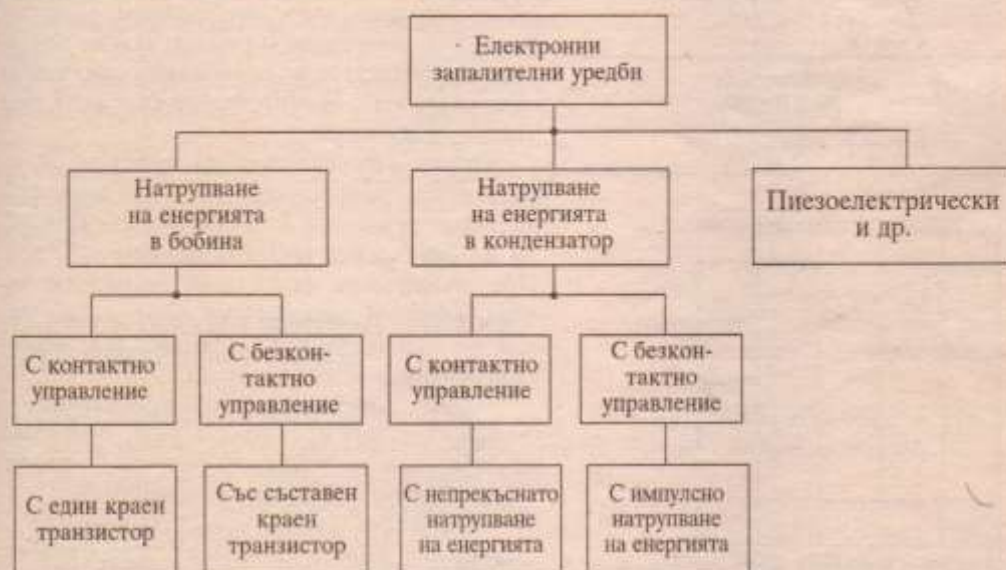 Електронни
запалителни уредби
Натрупване
на енергията
в бобина
Натрупване
на енергията
в кондензатор
Пиезоелектрически
и др.
С контактно
управление
С безкон-
тактно
управление
С контактно
управление
С безкон-
тактно
управление
С един краен
транзистор
Със съставен
краен
транзистор
С непрекъснато
натрупване
на енергията
С импулсно
натрупване
на енергията